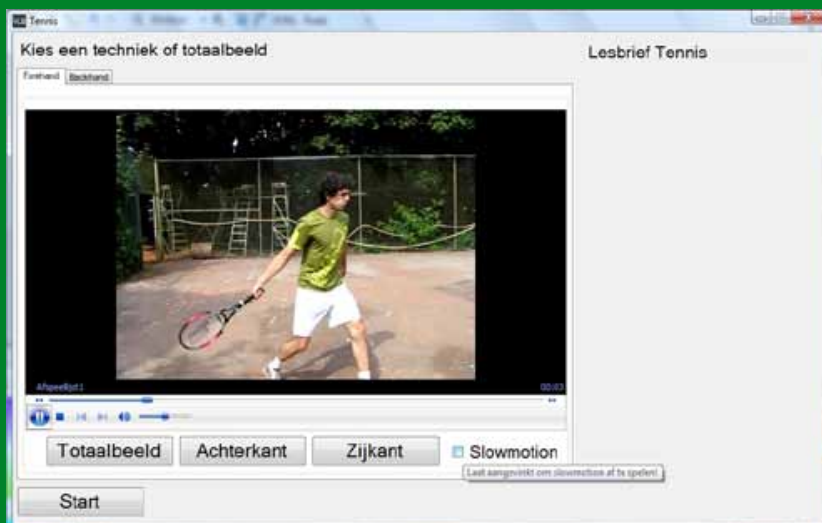 Tennis
Kies een techniek of totaalbeeld
Lesbrief Tennis
Forehand Backhand
Afspeellijst1 00:03
Totaalbeeld Achterkant Zijkant Slowmotion
Laat aangevinkt om slowmotion af te spelen!
Start